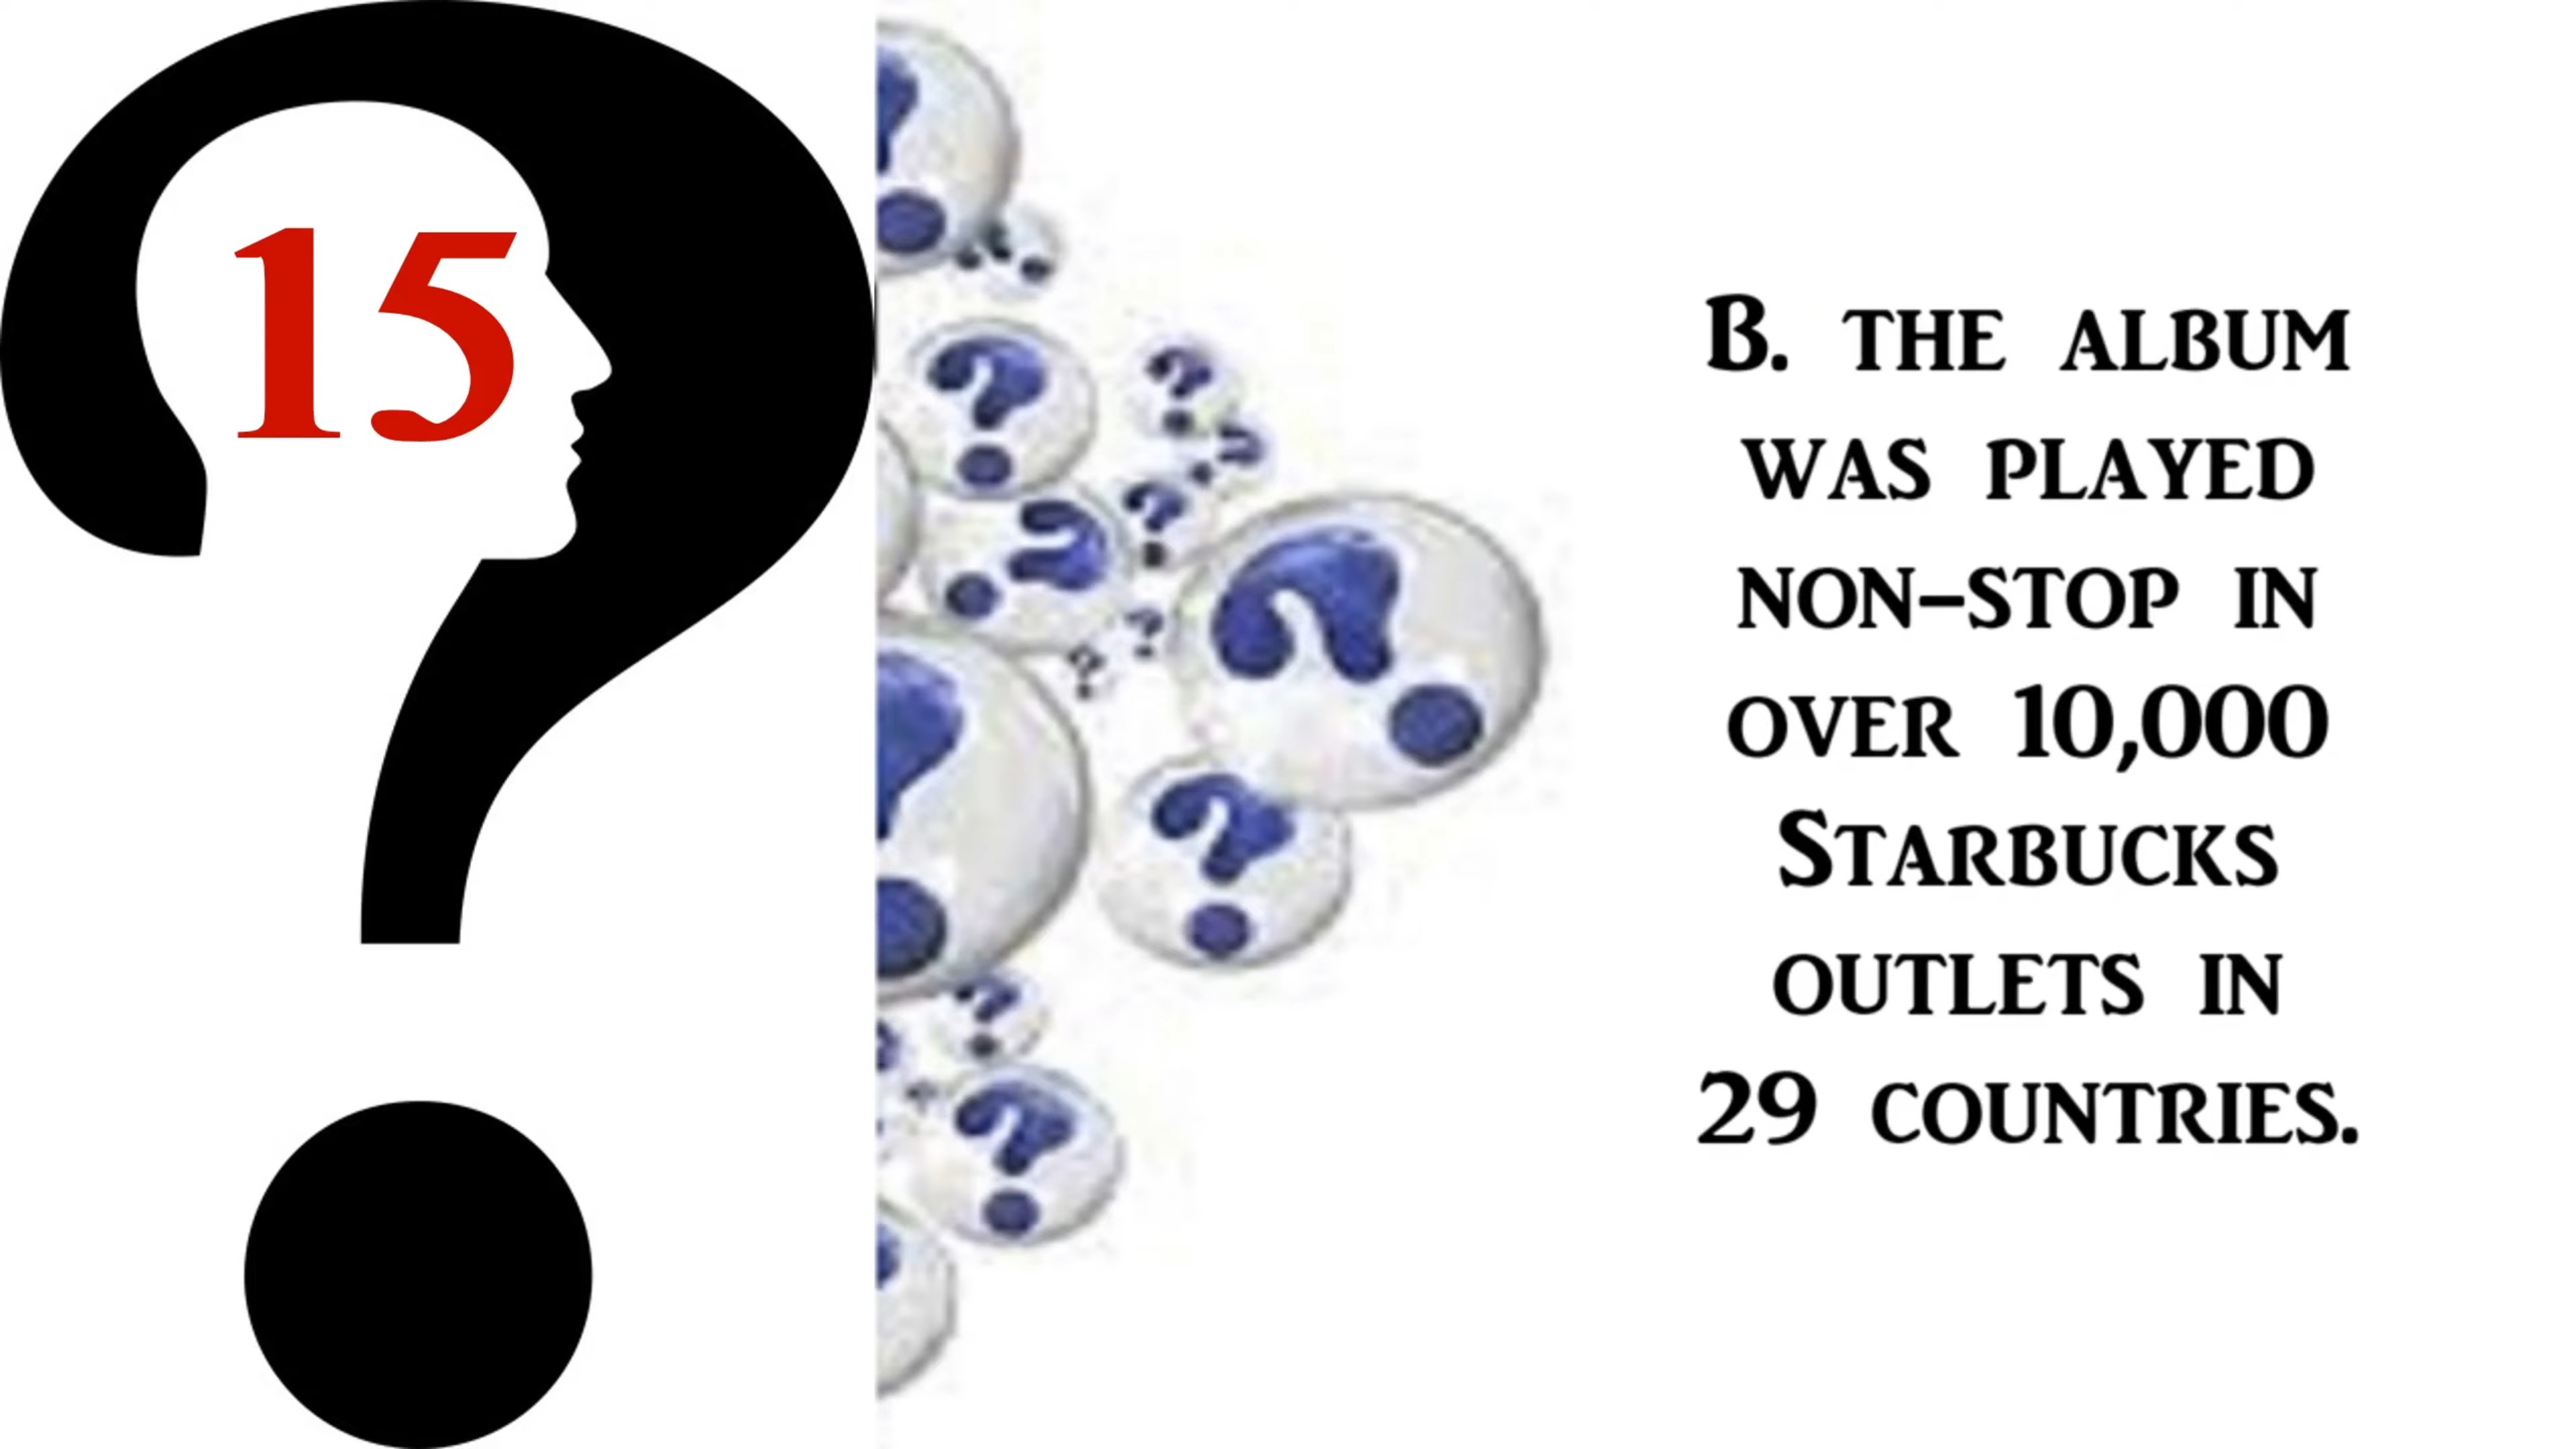 15
B. THE ALBUM
WAS PLAYED
NON-STOP IN
OVER 10,000
STARBUCKS
OUTLETS IN
29 COUNTRIES.